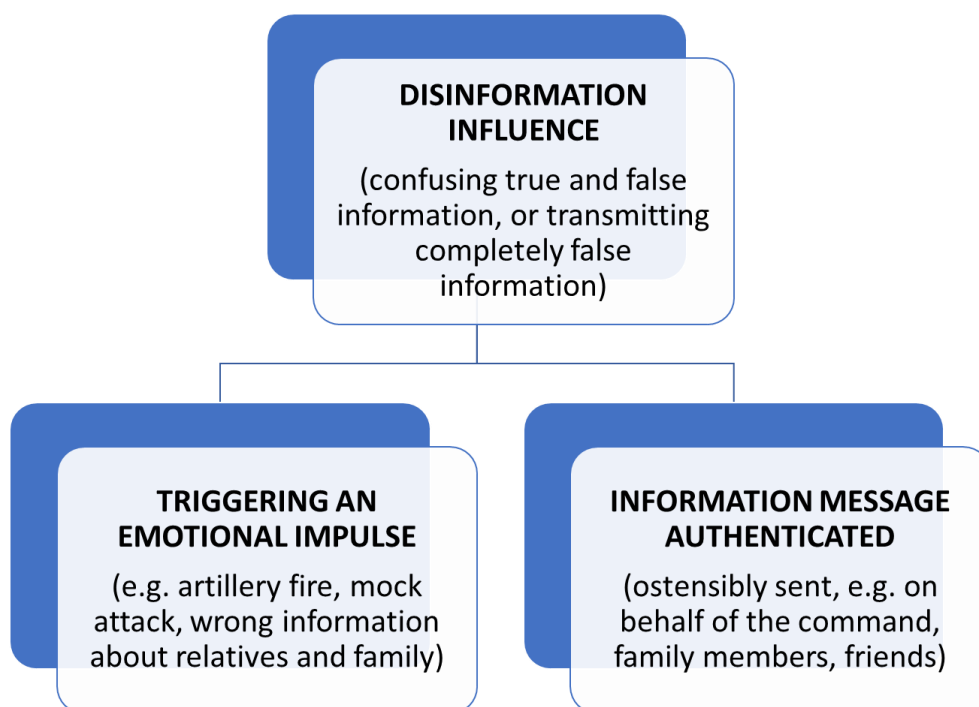 DISINFORMATION
INFLUENCE
(confusing true and false
information, or transmitting
completely false
information)
TRIGGERING AN
EMOTIONAL IMPULSE
(e.g. artillery fire, mock
attack, wrong information
about relatives and family)
INFORMATION MESSAGE
AUTHENTICATED
(ostensibly sent, e.g. on
behalf of the command,
family members, friends)